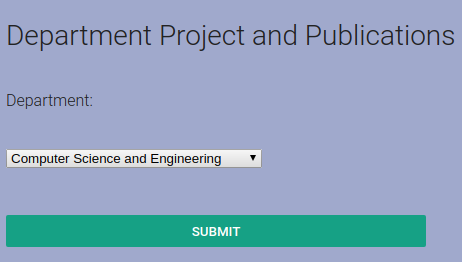 Department Project and Publications
Department:
Computer Science and Engineering
SUBMIT